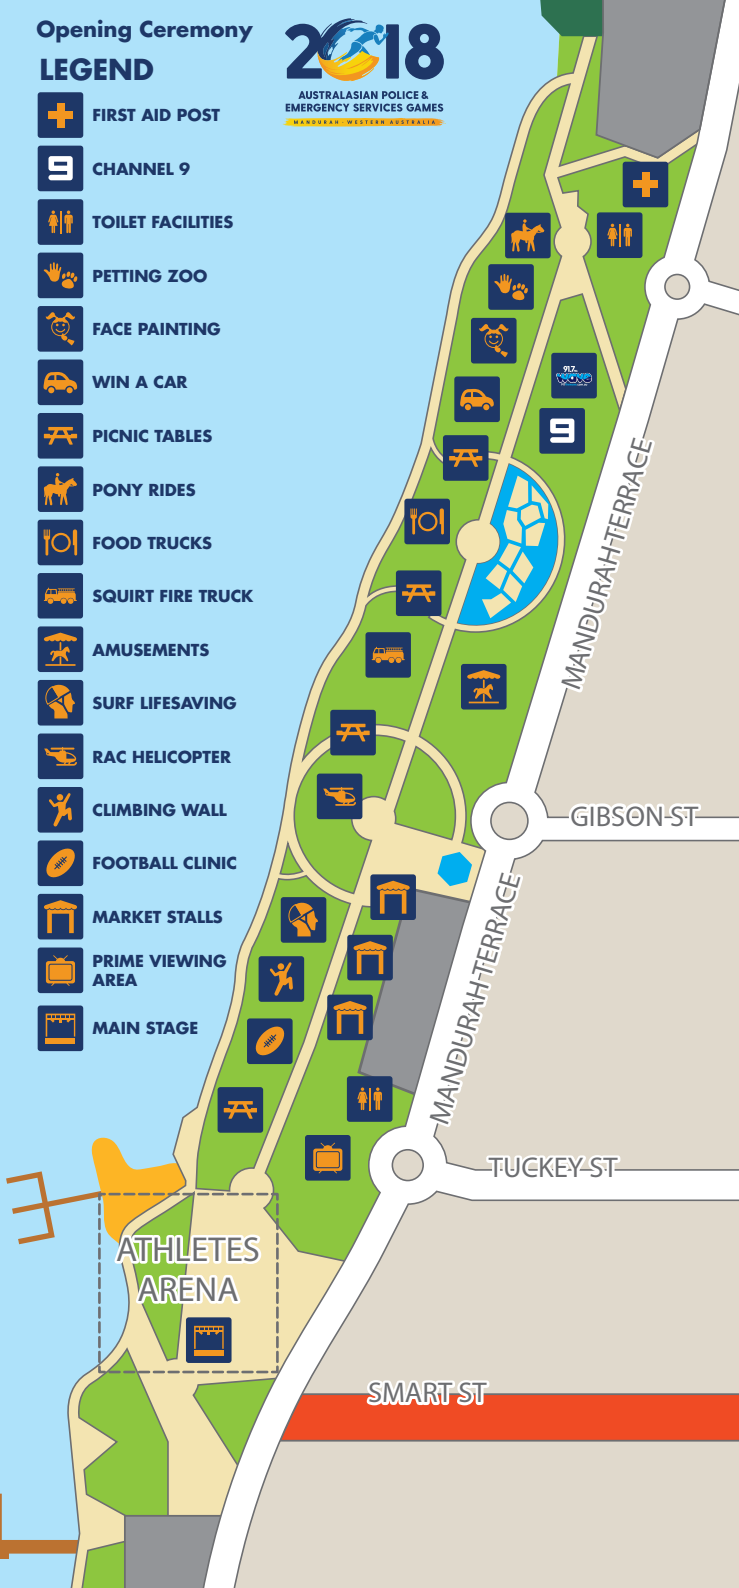 Opening Ceremony
LEGEND
2018
AUSTRALASIAN POLICE &
EMERGENCY SERVICES GAMES
MANDURAH - WESTERN AUSTRALIA
FIRST AID POST
9
CHANNEL 9
TOILET FACILITIES
PETTING ZOO
FACE PAINTING
WIN A CAR
PICNIC TABLES
PONY RIDES
FOOD TRUCKS
SQUIRT FIRE TRUCK
AMUSEMENTS
SURF LIFESAVING
RAC HELICOPTER
CLIMBING WALL
FOOTBALL CLINIC
MARKET STALLS
PRIME VIEWING
AREA
MAIN STAGE
91.7
WAVE
9
MANDURAH TERRACE
GIBSON ST
MANDURAH TERRACE
TUCKEY ST
ATHLETES
ARENA
SMART ST